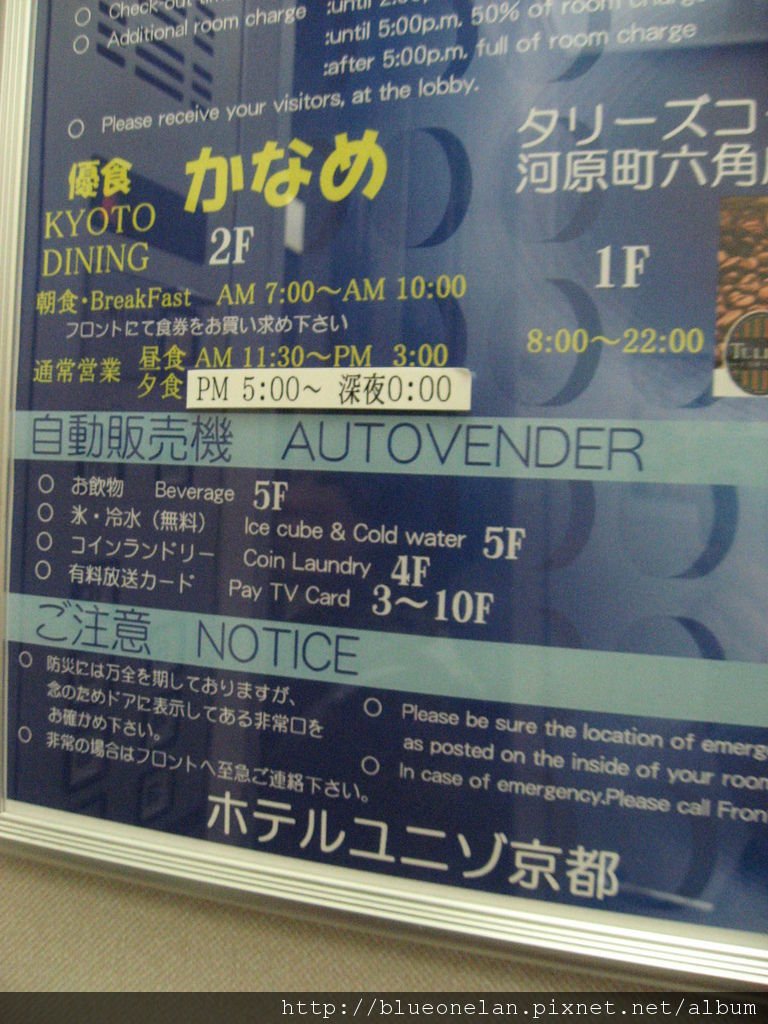 Check-out
Additional room charge :until
:until 5:00p.m. 50% of room
:after 5:00p.m. full of room charge
Please receive your visitors, at the lobby.
優食 かなめ
KYOTO
DINING 2F
朝食・BreakFast AM 7:00～AM 10:00
フロントにて食券をお買い求め下さい
通常営業 昼食 AM 11:30～PM 3:00
夕食 PM 5:00～ 深夜0:00
タリーズコー
河原町六角
1F
8:00～22:00
自動販売機 AUTOVENDER
お飲物 Beverage 5F
氷・冷水（無料） Ice cube & Cold water 5F
コインランドリー Coin Laundry 4F
有料放送カード Pay TV Card 3～10F
ご注意 NOTICE
防災には万全を期しておりますが、
念のためドアに表示してある非常口を
お確かめ下さい。
非常の場合はフロントへ至急ご連絡下さい。
Please be sure the location of emerg
as posted on the inside of your room
In case of emergency.Please call Fron
ホテルユニゾ京都
http://blueonelan.pixnet.net/album